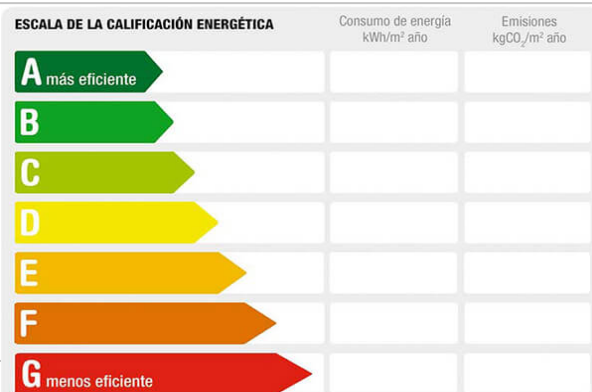 ESCALA DE LA CALIFICACIÓN ENERGÉTICA
Consumo de energía
kWh/m² año
Emisiones
kgCO₂/m² año
A más eficiente
B
C
D
E
F
G menos eficiente